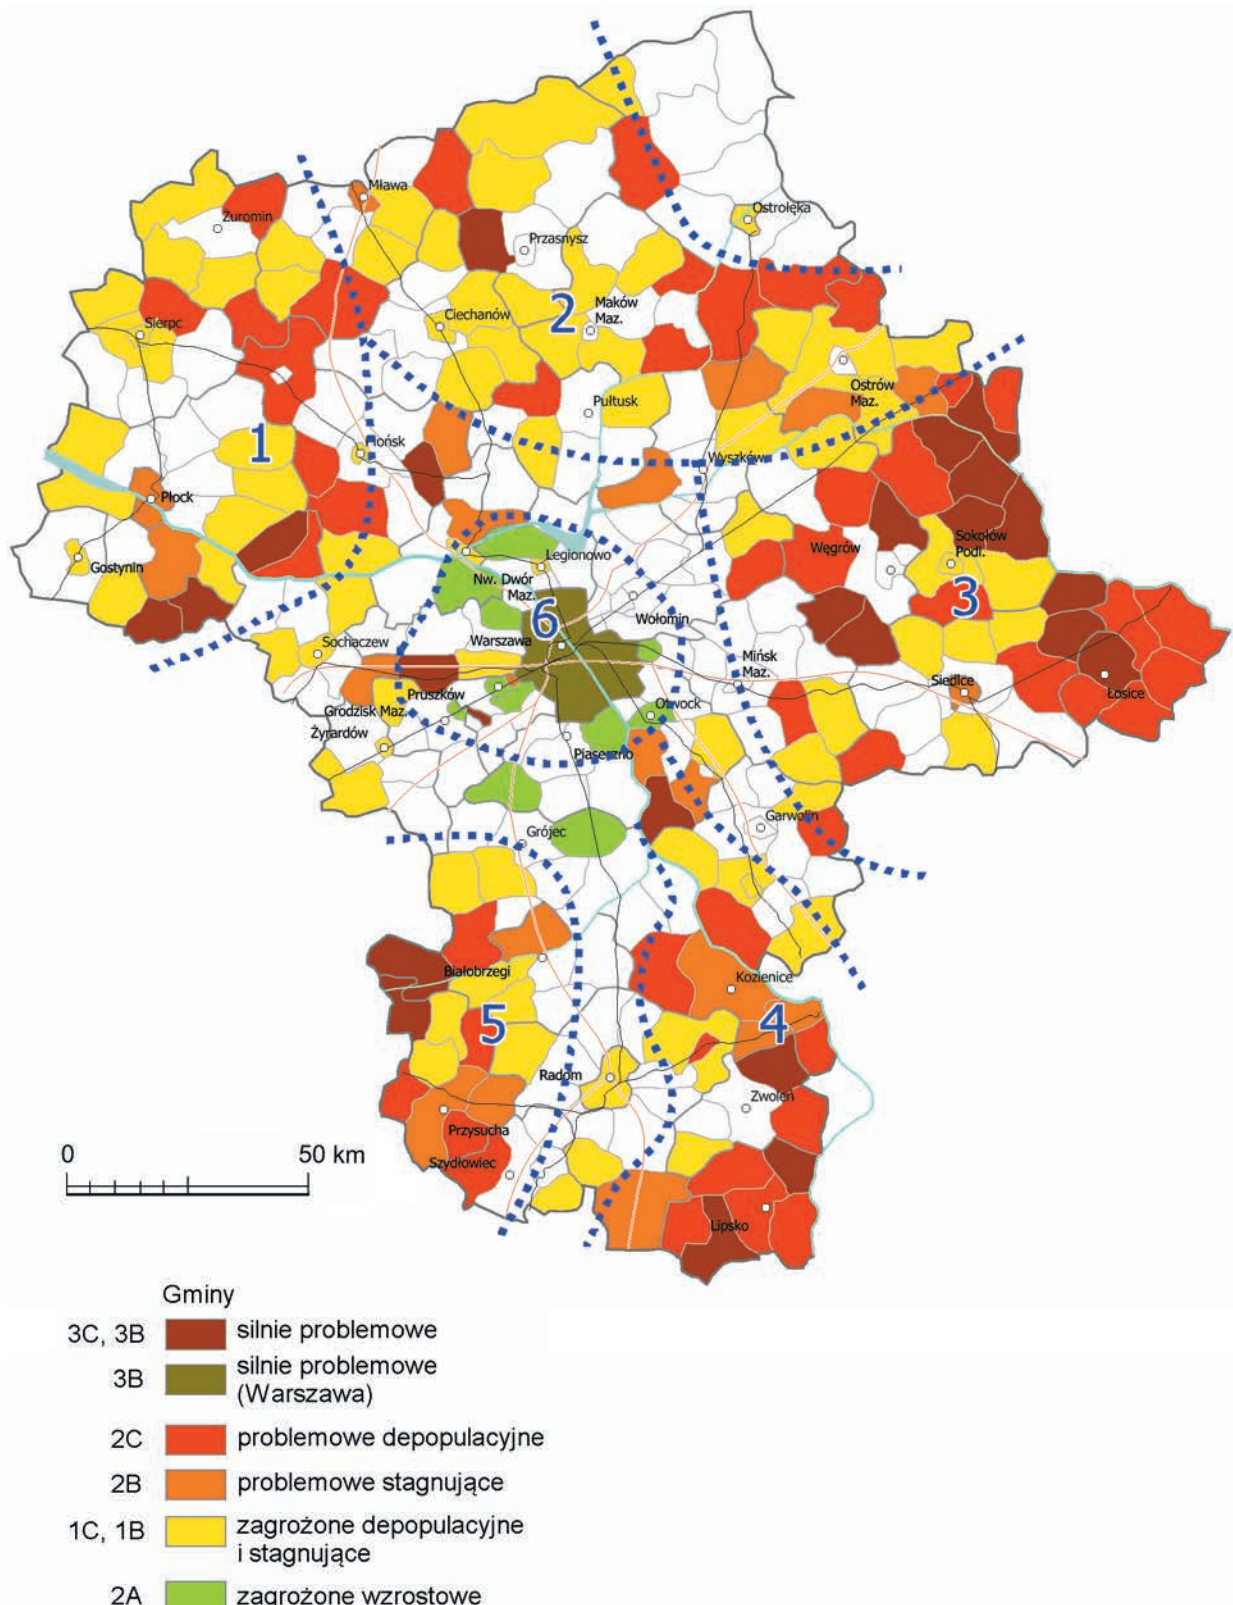 Mława
Żuromin
Ostrołęka
Przasnysz
2
Maków
Maz.
Ciechanów
Sierpc
Ostrów
Maz.
Pułtusk
1
Płońsk
Wyszków
Płock
Węgrów
Sokołów
Podl.
Gostynin
Legionowo
Nw. Dwór
Maz.
6
3
Wołomin
Sochaczew
Warszawa
Mińsk
Maz.
Siedlce
Łosice
Pruszków
Otwock
Grodzisk Maz.
Żyrardów
Piaseczno
Garwolin
Grójec
Białobrzegi
Kozienice
5
4
Radom
Zwoleń
Przysucha
Szydłowiec
Lipsko
0 50 km
Gminy
3C, 3B silnie problemowe
3B silnie problemowe
(Warszawa)
2C problemowe depopulacyjne
2B problemowe stagnujące
1C, 1B zagrożone depopulacyjne
i stagnujące
2A zagrożone wzrostowe